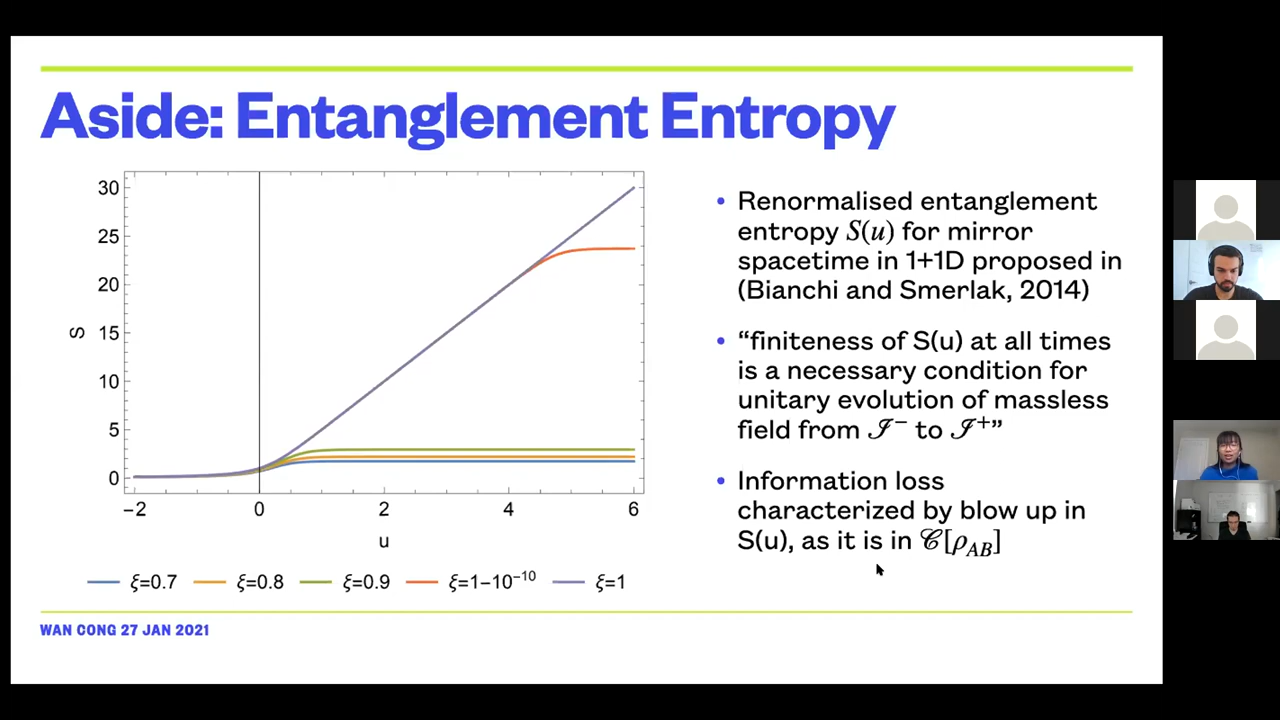 Aside: Entanglement Entropy
30
25
20
15
10
5
0
S
−2 0 2 4 6
u
ξ=0.7 ξ=0.8 ξ=0.9 ξ=1−10⁻¹⁰ ξ=1
• Renormalised entanglement
entropy S(u) for mirror
spacetime in 1+1D proposed in
(Bianchi and Smerlak, 2014)
• “finiteness of S(u) at all times
is a necessary condition for
unitary evolution of massless
field from ℐ⁻ to ℐ⁺”
• Information loss
characterized by blow up in
S(u), as it is in 𝒞[ρ_AB]
WAN CONG 27 JAN 2021